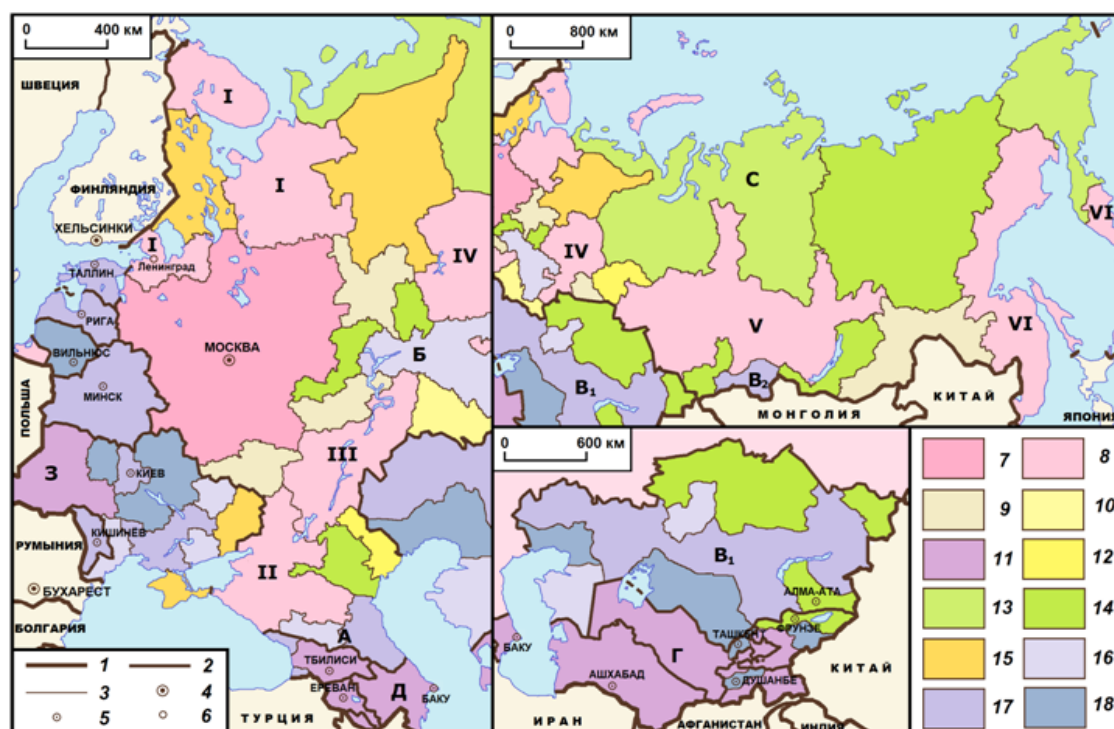 0 400 км
ШВЕЦИЯ
I
ФИНЛЯНДИЯ
I
ХЕЛЬСИНКИ
I
IV
Ленинград
ТАЛЛИН
РИГА
МОСКВА
Б
ВИЛЬНЮС
МИНСК
ПОЛЬША
III
З
КИЕВ
КИШИНЁВ
РУМЫНИЯ
II
БУХАРЕСТ
БОЛГАРИЯ
А
ТБИЛИСИ
ЕРЕВАН
Д
БАКУ
ТУРЦИЯ
1 2
3 4
5 6
0 800 км
С
VI
IV
V
VI
В1
В2
КИТАЙ
МОНГОЛИЯ
ЯПОНИЯ
0 600 км
В1
АЛМА-АТА
ФРУНЗЕ
ТАШКЕНТ
БАКУ
Г
КИТАЙ
АШХАБАД
ДУШАНБЕ
ИРАН
АФГАНИСТАН
ИНДИЯ
7 8
9 10
11 12
13 14
15 16
17 18